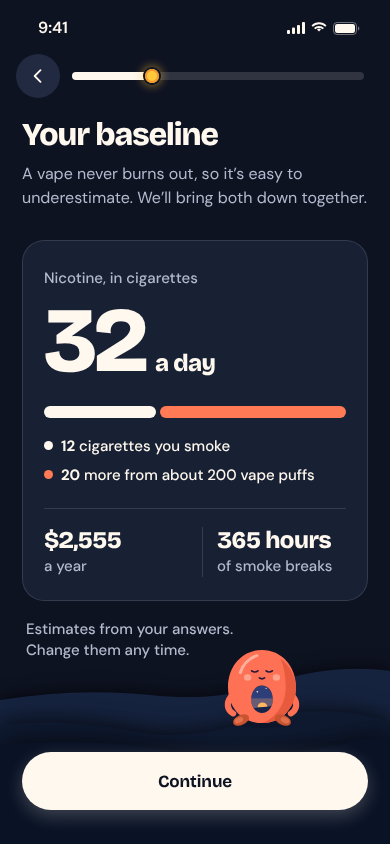 9:41
Your baseline
A vape never burns out, so it’s easy to
underestimate. We’ll bring both down together.
Nicotine, in cigarettes
32 a day
12 cigarettes you smoke
20 more from about 200 vape puffs
$2,555
a year
365 hours
of smoke breaks
Estimates from your answers.
Change them any time.
Continue